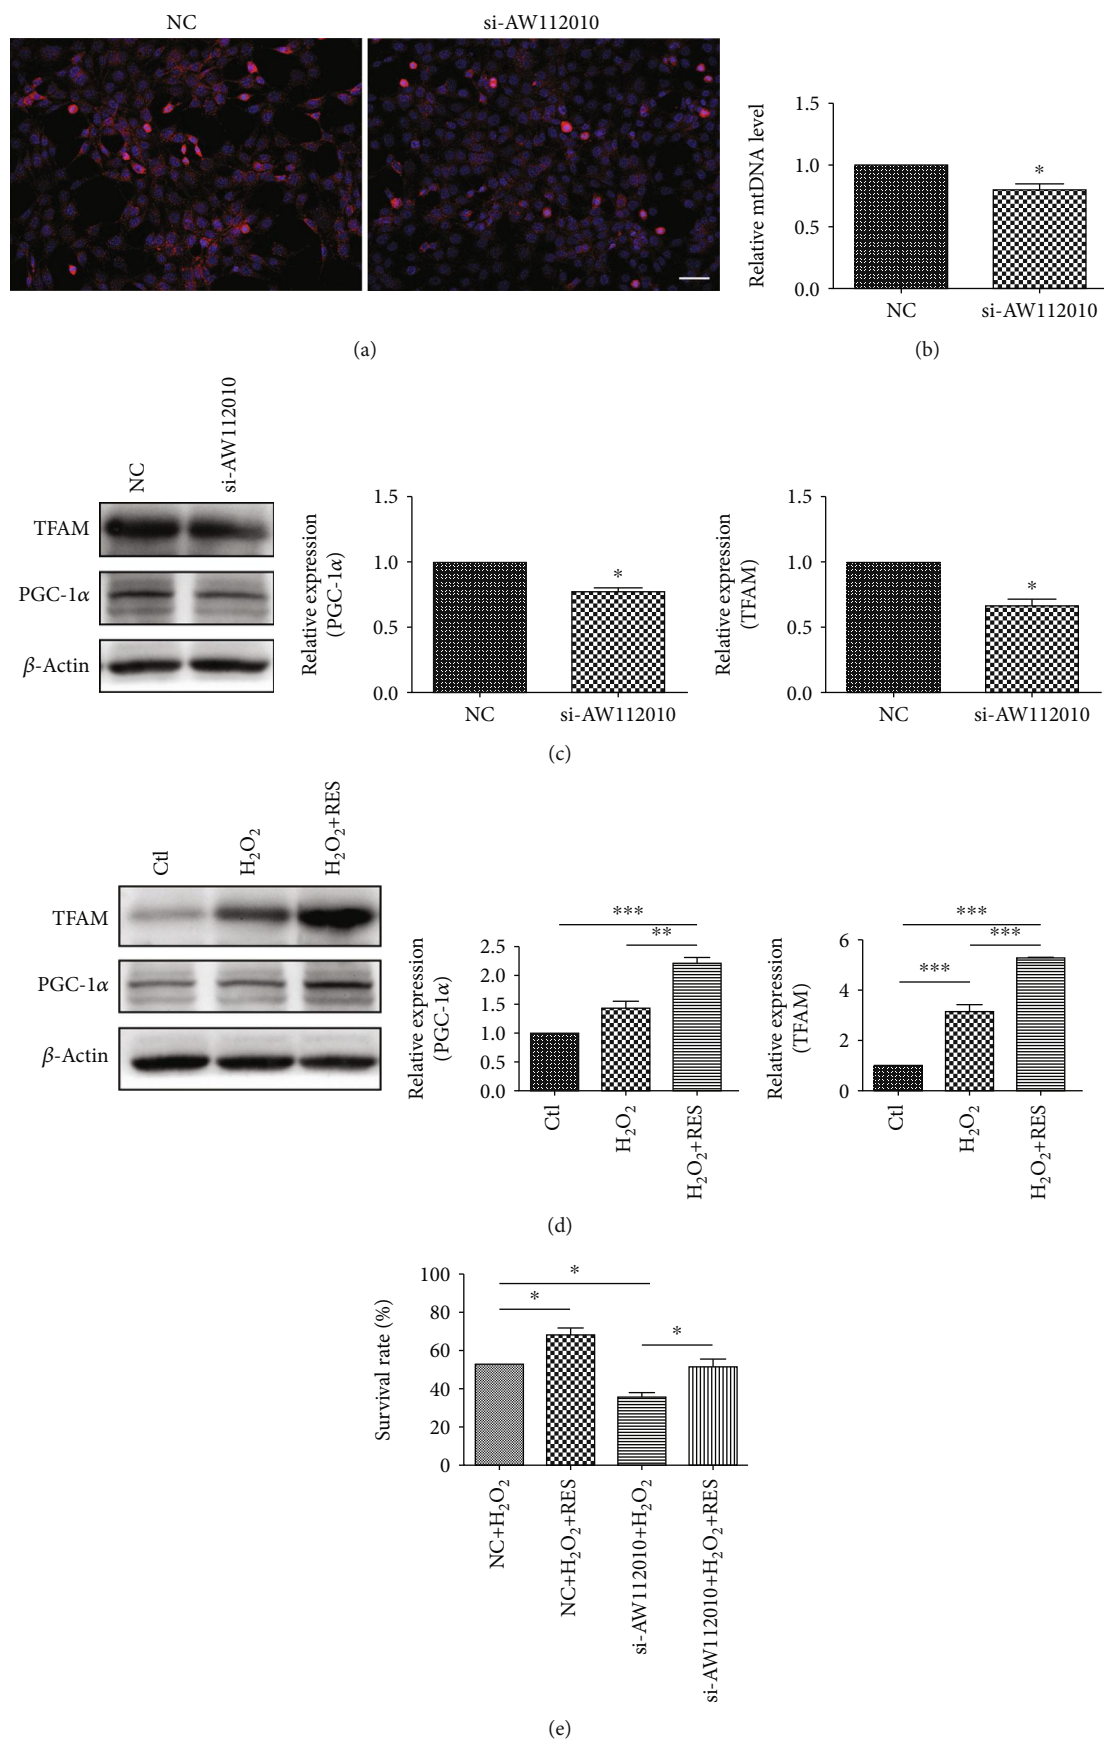 NC
si-AW112010
Relative mtDNA level
1.5
1.0
0.5
0.0
*
NC
si-AW112010
(a)
(b)
NC
si-AW112010
TFAM
PGC-1α
β-Actin
Relative expression
(PGC-1α)
1.5
1.0
0.5
0.0
*
NC
si-AW112010
Relative expression
(TFAM)
1.5
1.0
0.5
0.0
*
NC
si-AW112010
(c)
Ctl
H₂O₂
H₂O₂+RES
TFAM
PGC-1α
β-Actin
Relative expression
(PGC-1α)
2.5
2.0
1.5
1.0
0.5
0.0
***
**
Ctl
H₂O₂
H₂O₂+RES
Relative expression
(TFAM)
6
4
2
0
***
***
***
Ctl
H₂O₂
H₂O₂+RES
(d)
Survival rate (%)
100
80
60
40
20
0
*
*
*
NC+H₂O₂
NC+H₂O₂+RES
si-AW112010+H₂O₂
si-AW112010+H₂O₂+RES
(e)